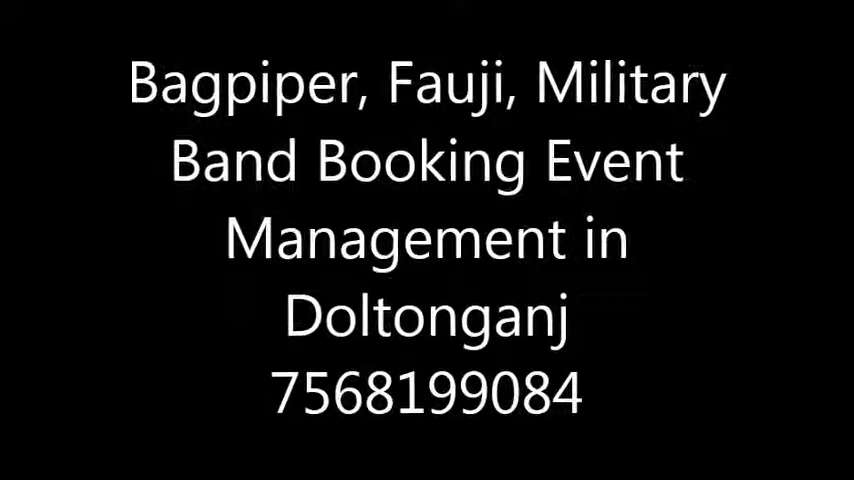 Bagpiper, Fauji, Military
Band Booking Event
Management in
Doltonganj
7568199084